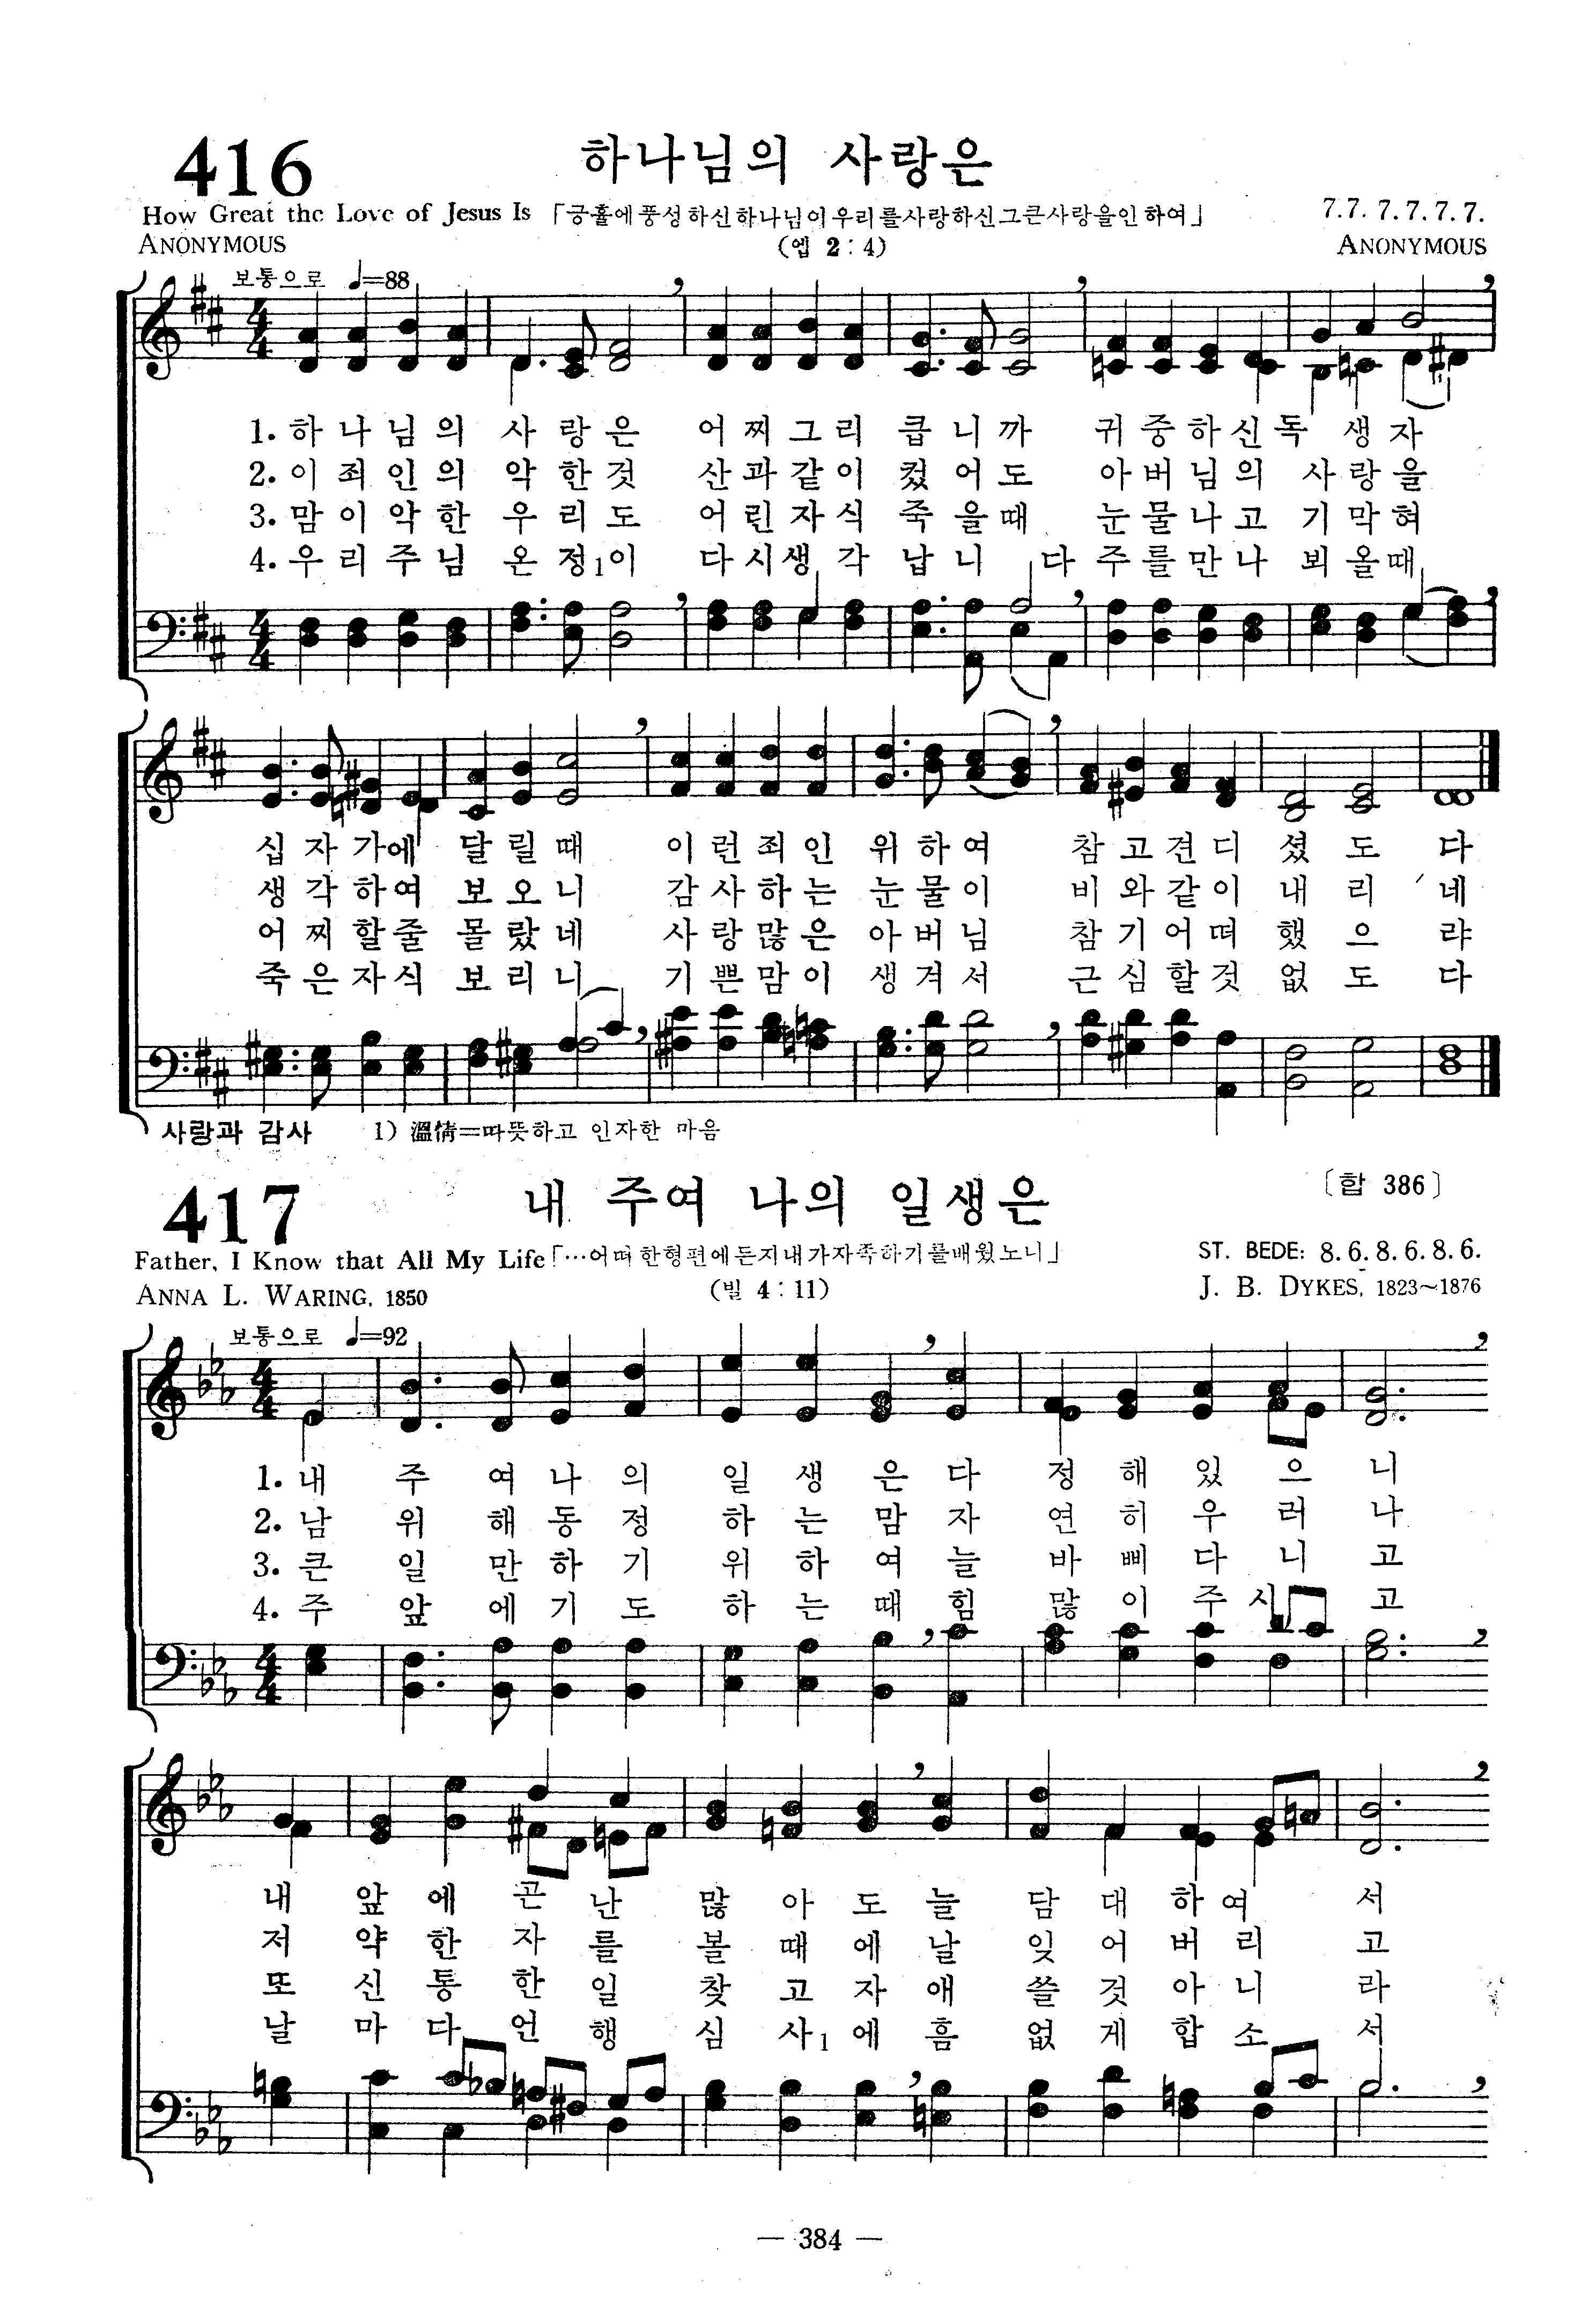 416
하나님의 사랑은
How Great the Love of Jesus Is 「긍휼에풍성하신하나님이우리를사랑하신그큰사랑을인하여」 7.7.7.7.7.7.
ANONYMOUS (엡 2:4) ANONYMOUS
보통으로 ♩=88
4 4
1. 하나님의 사랑은 어찌그리 큽니까 귀중하신독 생자
2. 이죄인의 악한것 산과같이 컸어도 아버님의 사랑을
3. 맘이악한 우리도 어린자식 죽을때 눈물나고 기막혀
4. 우리주님 온정1이 다시생각 납니다 주를만나 뵈올때
4 4
십자가에 달릴때 이런죄인 위하여 참고견디 셨도다
생각하여 보오니 감사하는 눈물이 비와같이 내리네
어찌할줄 몰랐네 사랑많은 아버님 참기어떠 했으랴
죽은자식 보리니 기쁜맘이 생겨서 근심할것 없도다
사랑과 감사 1) 溫情=따뜻하고 인자한 마음
417
내 주여 나의 일생은 〔합 386〕
Father, I Know that All My Life 「…어떠한형편에든지내가자족하기를배웠노니」 ST. BEDE: 8.6.8.6.8.6.
ANNA L. WARING, 1850 (빌 4:11) J. B. DYKES, 1823~1876
보통으로 ♩=92
4 4
1. 내 주여나의 일생은다 정해있으 니
2. 남 위해동정 하는맘자 연히우러 나
3. 큰 일만하기 위하여늘 바삐다니 고
4. 주 앞에기도 하는때힘 많이주시 고
4 4
내 앞에곤난 많아도늘 담대하여 서
저 약한자를 볼때에날 잊어버리 고
또 신통한일 찾고자애 쓸것아니 라
날 마다언행 심사1에흠 없게합소 서
— 384 —